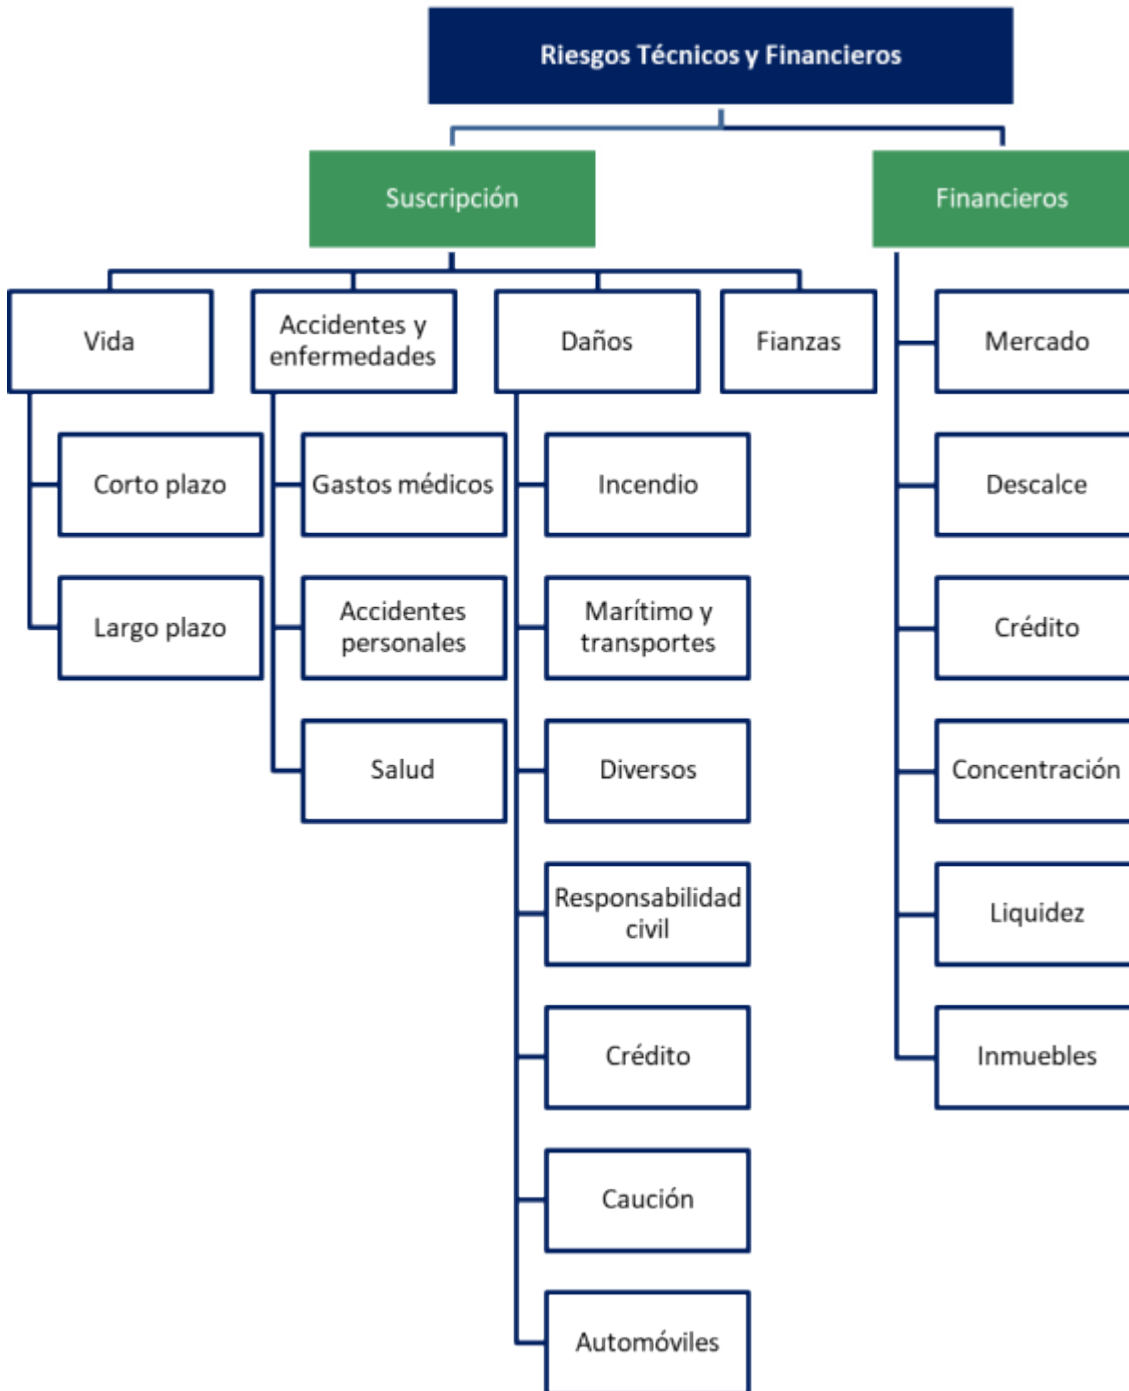 Riesgos Técnicos y Financieros
Suscripción
Financieros
Vida
Accidentes y
enfermedades
Daños
Fianzas
Mercado
Corto plazo
Gastos médicos
Incendio
Descalce
Largo plazo
Accidentes
personales
Marítimo y
transportes
Crédito
Salud
Diversos
Concentración
Responsabilidad
civil
Liquidez
Crédito
Inmuebles
Caución
Automóviles